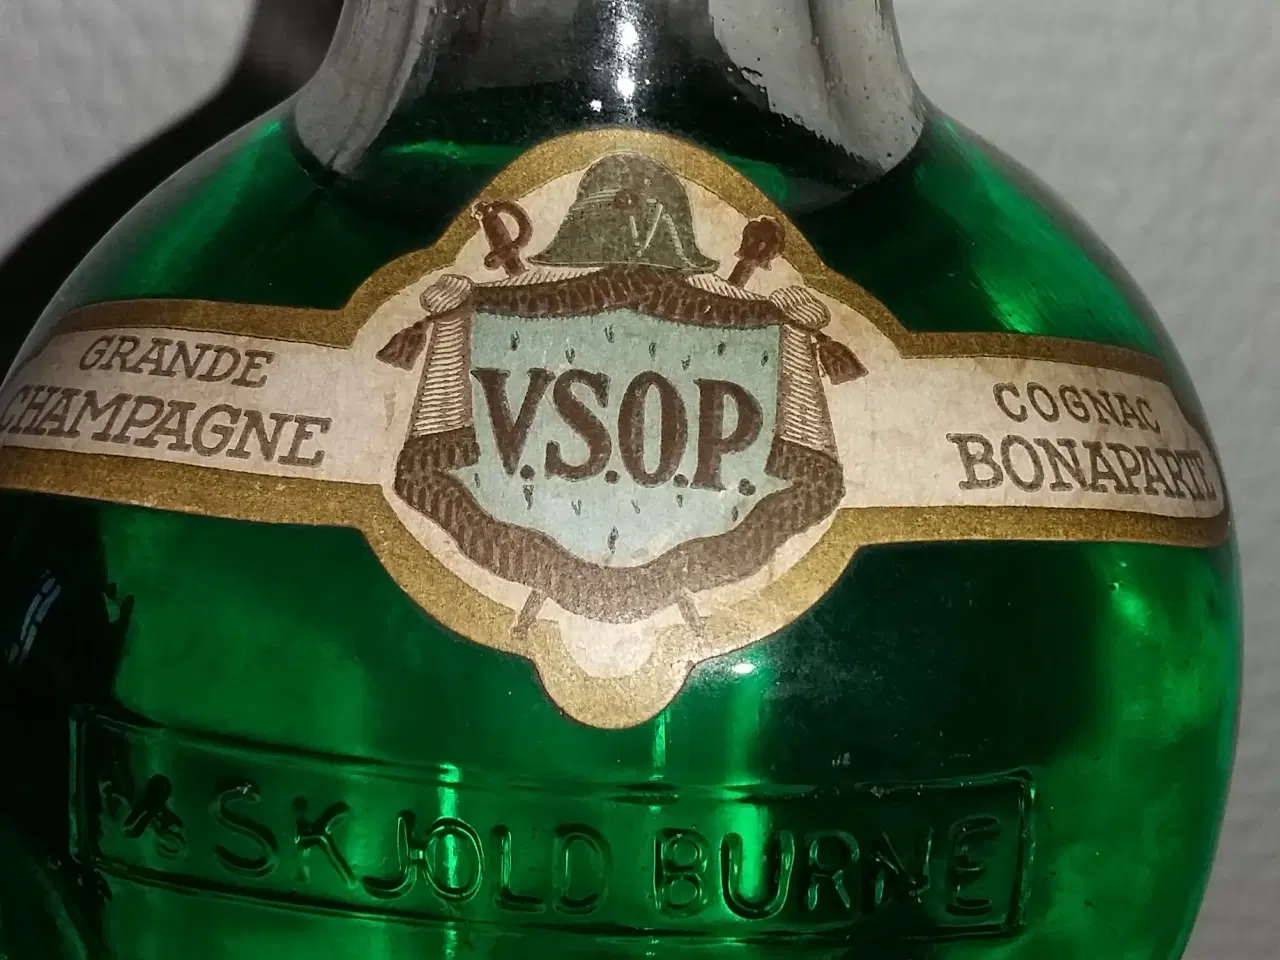 GRANDE
CHAMPAGNE
V.S.O.P.
COGNAC
BONAPARTE
A/S SKJOLD BURNE